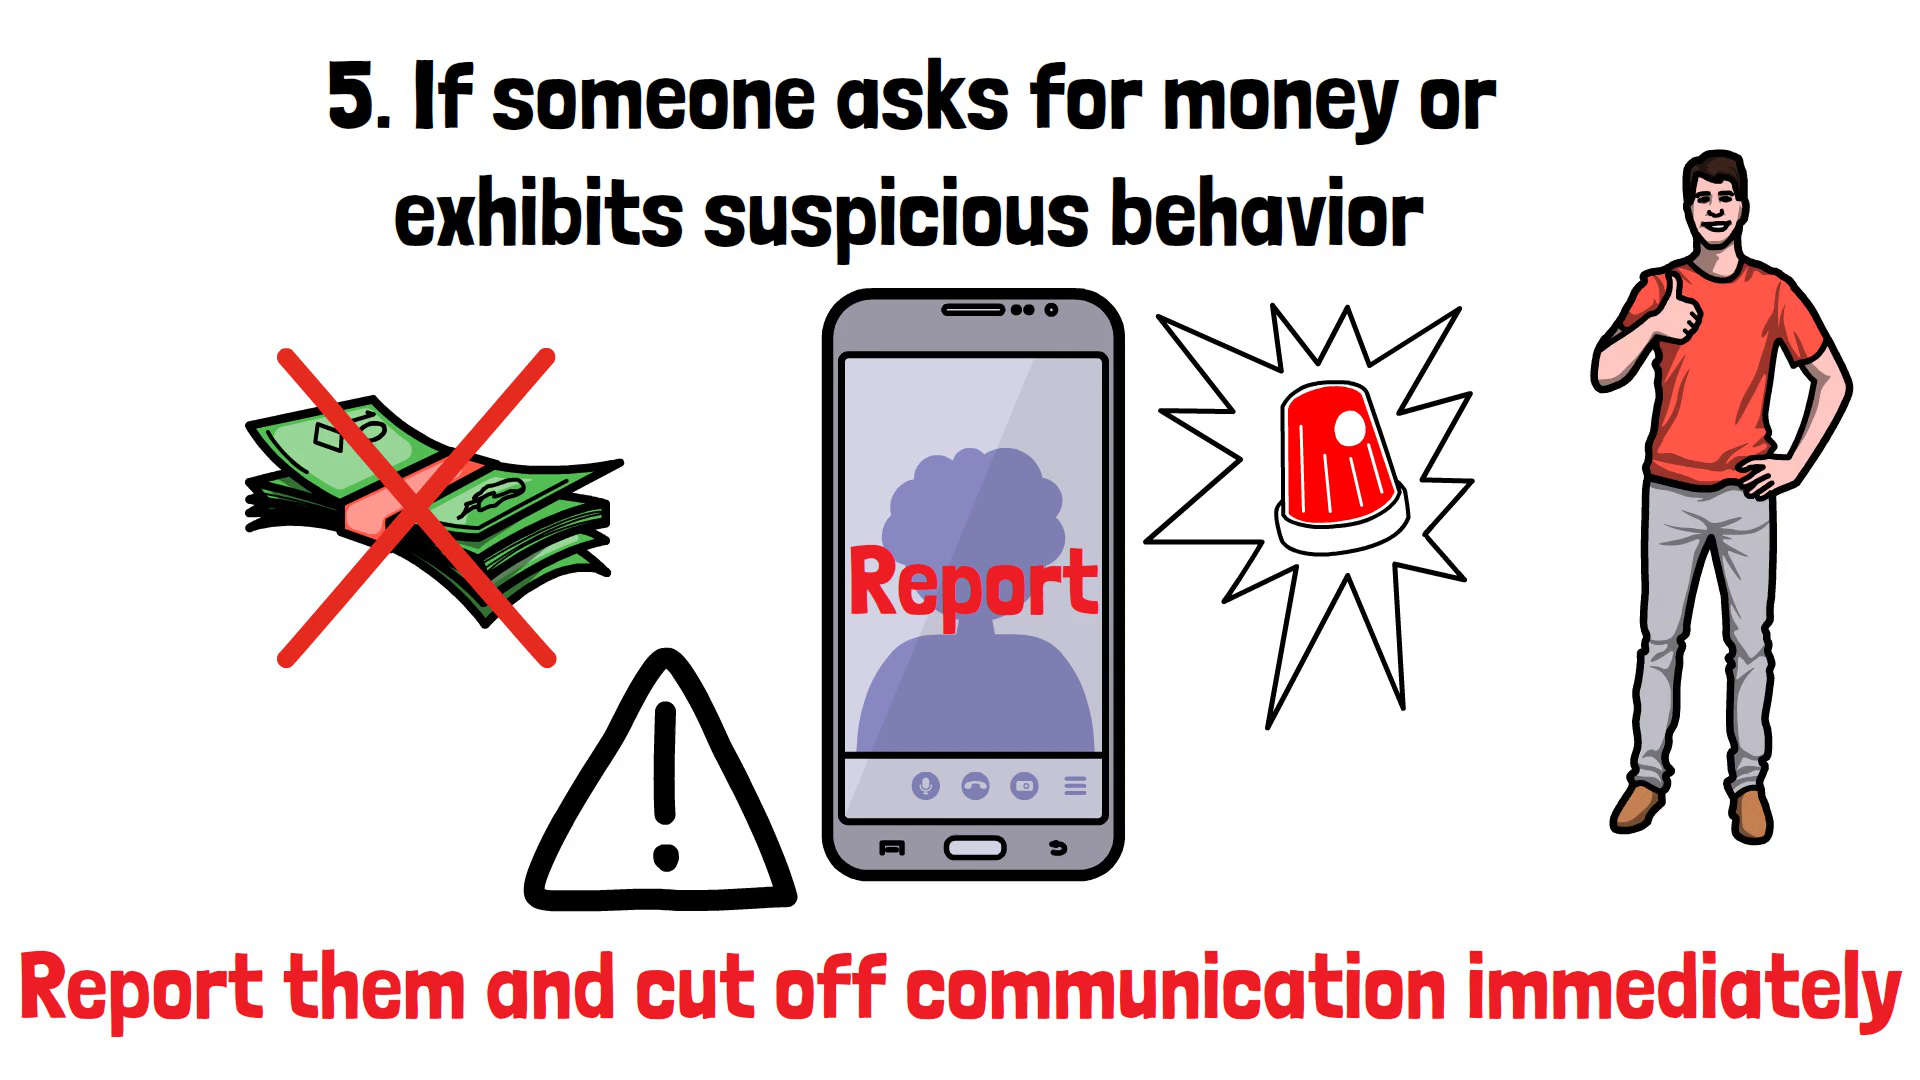 5. If someone asks for money or
exhibits suspicious behavior
Report
Report them and cut off communication immediately